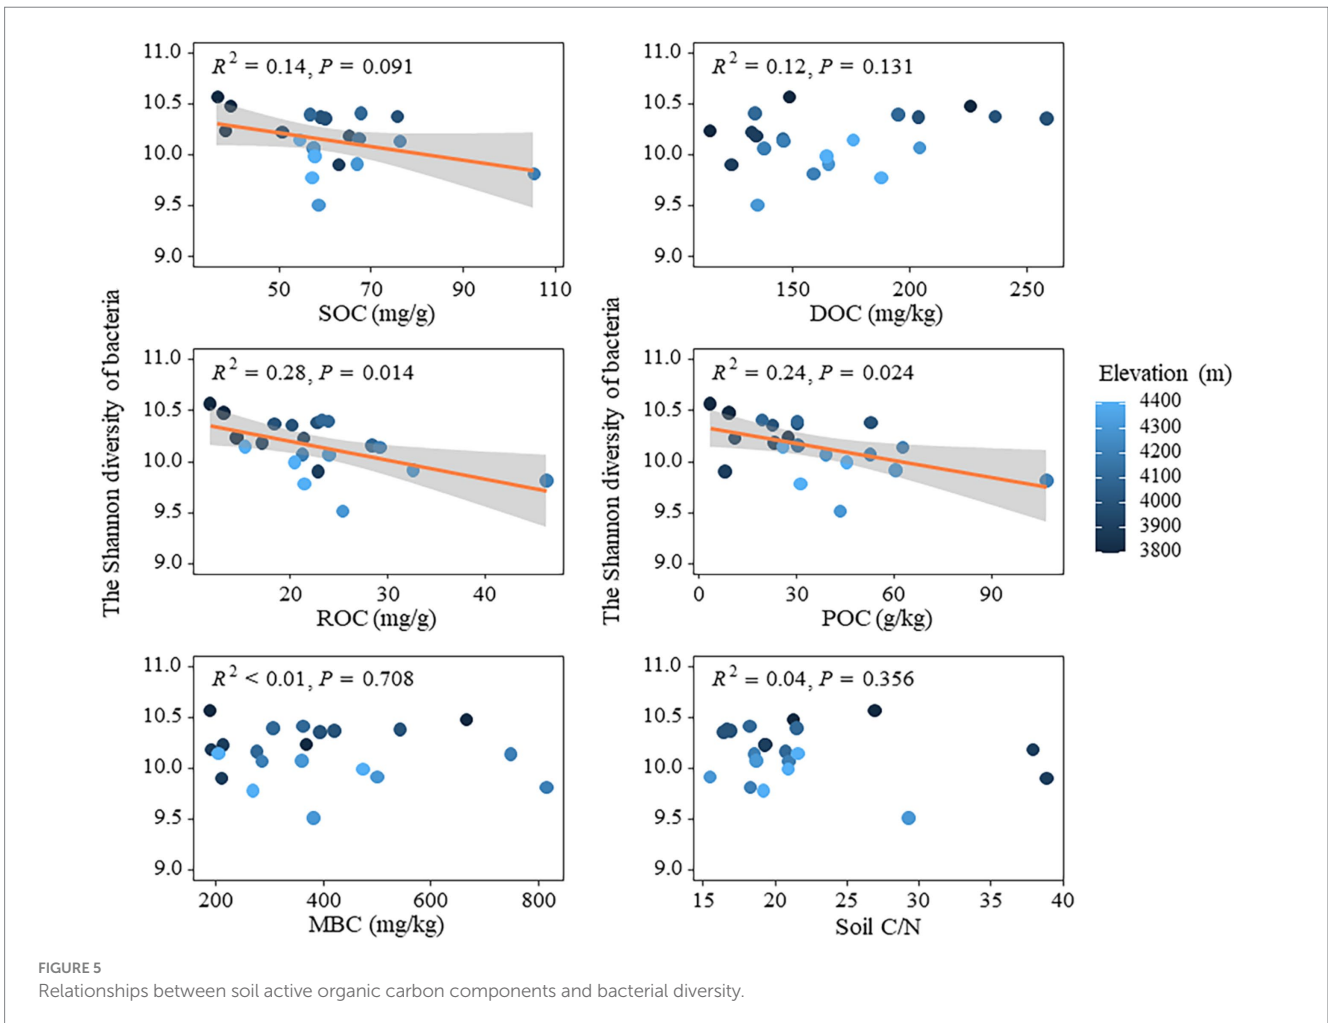 11.0
10.5
10.0
9.5
9.0
R² = 0.14, P = 0.091
50 70 90 110
SOC (mg/g)
11.0
10.5
10.0
9.5
9.0
R² = 0.12, P = 0.131
150 200 250
DOC (mg/kg)
The Shannon diversity of bacteria
11.0
10.5
10.0
9.5
9.0
R² = 0.28, P = 0.014
20 40
ROC (mg/g)
The Shannon diversity of bacteria
11.0
10.5
10.0
9.5
9.0
R² = 0.24, P = 0.024
0 30 60 90
POC (g/kg)
Elevation (m)
4400
4300
4200
4100
4000
3900
3800
11.0
10.5
10.0
9.5
9.0
R² < 0.01, P = 0.708
200 400 600 800
MBC (mg/kg)
11.0
10.5
10.0
9.5
9.0
R² = 0.04, P = 0.356
15 20 25 30 35 40
Soil C/N
FIGURE 5
Relationships between soil active organic carbon components and bacterial diversity.